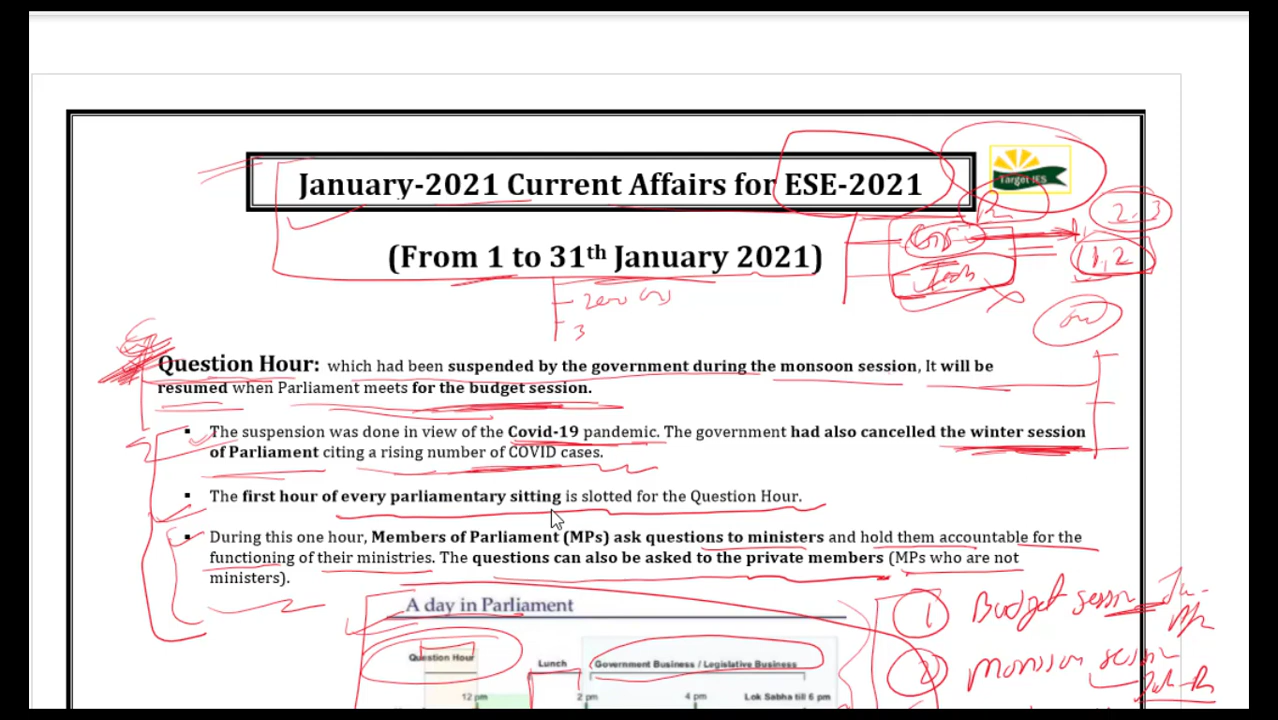 January-2021 Current Affairs for ESE-2021
Target IES
(From 1 to 31th January 2021)
2.3
1,2
zero
3
Question Hour: which had been suspended by the government during the monsoon session, It will be
resumed when Parliament meets for the budget session.
▪ The suspension was done in view of the Covid-19 pandemic. The government had also cancelled the winter session
of Parliament citing a rising number of COVID cases.
▪ The first hour of every parliamentary sitting is slotted for the Question Hour.
▪ During this one hour, Members of Parliament (MPs) ask questions to ministers and hold them accountable for the
functioning of their ministries. The questions can also be asked to the private members (MPs who are not
ministers).
A day in Parliament
1 Budget session
Question Hour Lunch Government Business / Legislative Business
2 monsoon session
12 pm 2 pm 4 pm Lok Sabha till 6 pm